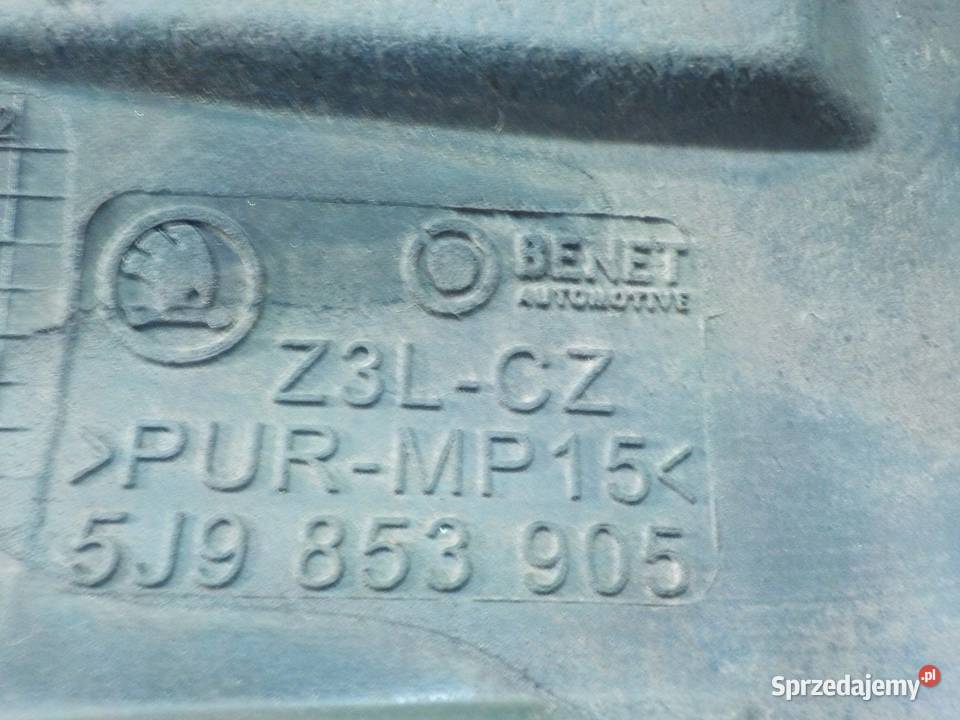 BENET
AUTOMOTIVE
Z3L-CZ
>PUR-MP15<
5J9 853 905
Sprzedajemy.pl